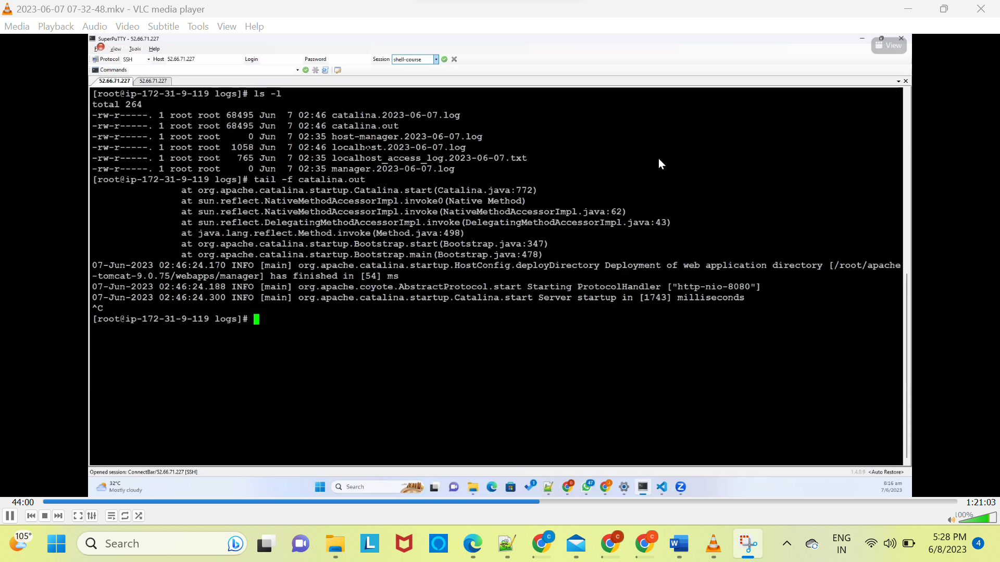 2023-06-07 07-32-48.mkv - VLC media player
Media Playback Audio Video Subtitle Tools View Help
SuperPuTTY - 52.66.71.227
View Tools Help
View
Protocol SSH Host 52.66.71.227 Login Password Session shell-course
Commands
52.66.71.227 52.66.71.227
[root@ip-172-31-9-119 logs]# ls -l
total 264
-rw-r-----. 1 root root 68495 Jun  7 02:46 catalina.2023-06-07.log
-rw-r-----. 1 root root 68495 Jun  7 02:46 catalina.out
-rw-r-----. 1 root root     0 Jun  7 02:35 host-manager.2023-06-07.log
-rw-r-----. 1 root root  1058 Jun  7 02:46 localhost.2023-06-07.log
-rw-r-----. 1 root root   765 Jun  7 02:35 localhost_access_log.2023-06-07.txt
-rw-r-----. 1 root root     0 Jun  7 02:35 manager.2023-06-07.log
[root@ip-172-31-9-119 logs]# tail -f catalina.out
at org.apache.catalina.startup.Catalina.start(Catalina.java:772)
at sun.reflect.NativeMethodAccessorImpl.invoke0(Native Method)
at sun.reflect.NativeMethodAccessorImpl.invoke(NativeMethodAccessorImpl.java:62)
at sun.reflect.DelegatingMethodAccessorImpl.invoke(DelegatingMethodAccessorImpl.java:43)
at java.lang.reflect.Method.invoke(Method.java:498)
at org.apache.catalina.startup.Bootstrap.start(Bootstrap.java:347)
at org.apache.catalina.startup.Bootstrap.main(Bootstrap.java:478)
07-Jun-2023 02:46:24.170 INFO [main] org.apache.catalina.startup.HostConfig.deployDirectory Deployment of web application directory [/root/apache
-tomcat-9.0.75/webapps/manager] has finished in [54] ms
07-Jun-2023 02:46:24.188 INFO [main] org.apache.coyote.AbstractProtocol.start Starting ProtocolHandler ["http-nio-8080"]
07-Jun-2023 02:46:24.300 INFO [main] org.apache.catalina.startup.Catalina.start Server startup in [1743] milliseconds
^C
[root@ip-172-31-9-119 logs]#
Opened session: ConnectBar/52.66.71.227 [SSH] 1.4.0.9 <Auto Restore>
32°C
Mostly cloudy
Search
1
D
47
J
8:16 am
7/6/2023
44:00 1:21:03
100%
105°
Search
L
C
C
C
W
ENG
IN
5:28 PM
6/8/2023
4